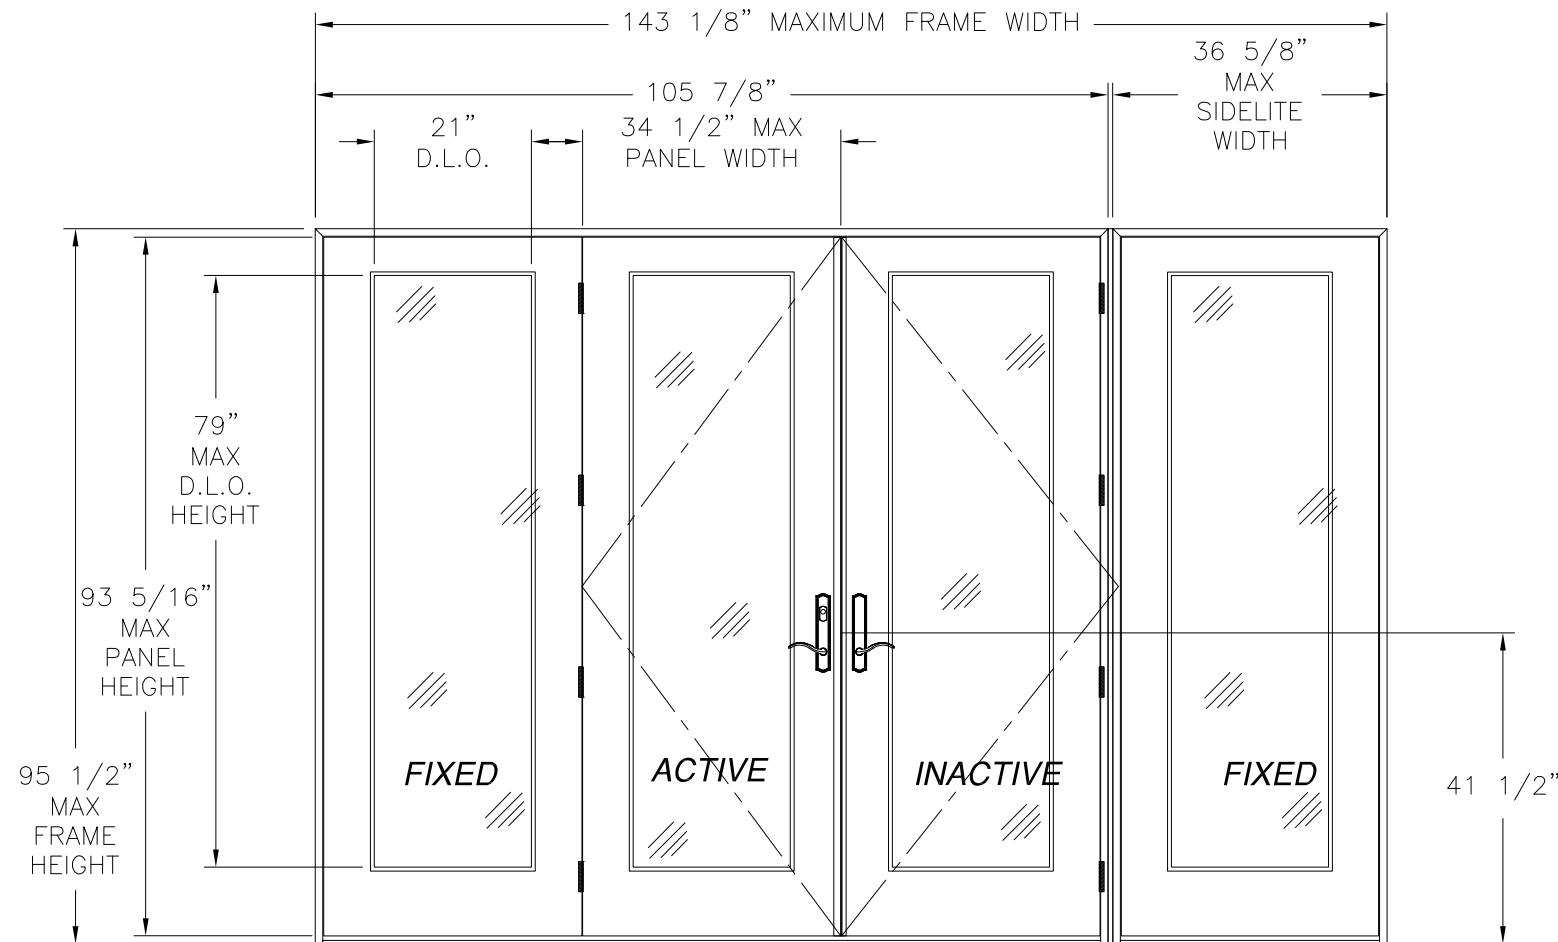 143 1/8” MAXIMUM FRAME WIDTH
36 5/8”
MAX
SIDELITE
WIDTH
105 7/8”
21”
D.L.O.
34 1/2” MAX
PANEL WIDTH
79”
MAX
D.L.O.
HEIGHT
93 5/16”
MAX
PANEL
HEIGHT
95 1/2”
MAX
FRAME
HEIGHT
FIXED
ACTIVE
INACTIVE
FIXED
41 1/2”